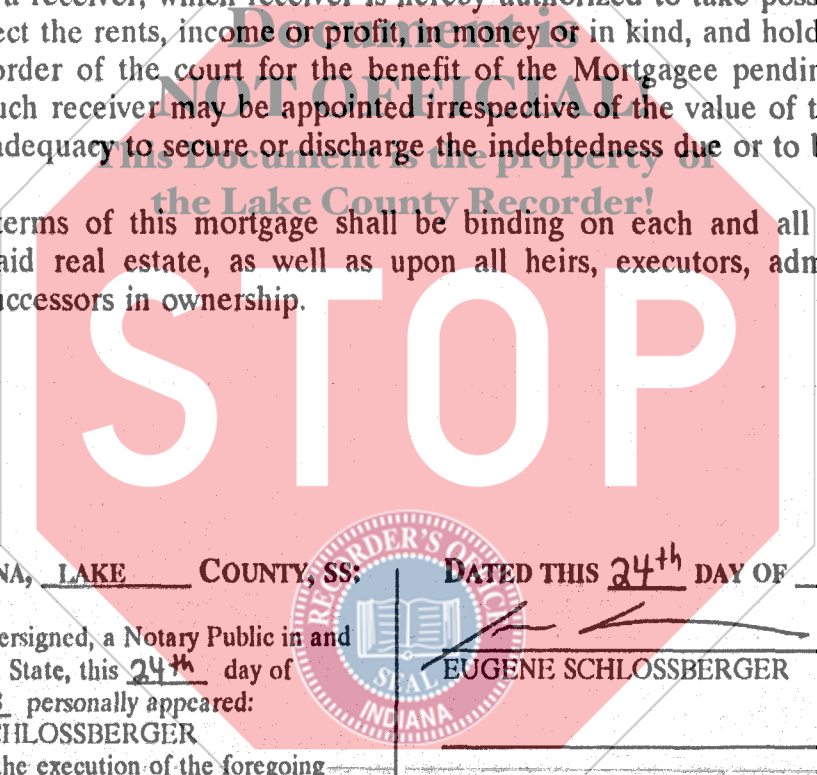 a receiver, which receiver is hereby authorized to take poss
ect the rents, income or profit, in money or in kind, and hold
order of the court for the benefit of the Mortgagee pendin
uch receiver may be appointed irrespective of the value of t
adequacy to secure or discharge the indebtedness due or to b
Document is
NOT OFFICIAL!
This Document is the property of
the Lake County Recorder!
terms of this mortgage shall be binding on each and all
aid real estate, as well as upon all heirs, executors, adm
uccessors in ownership.
STOP
NA, LAKE COUNTY, SS:
ersigned, a Notary Public in and
State, this 24th day of
personally appeared:
CHLOSSBERGER
the execution of the foregoing
RECORDER'S OFFICE
SEAL
INDIANA
DATED THIS 24th DAY OF
EUGENE SCHLOSSBERGER